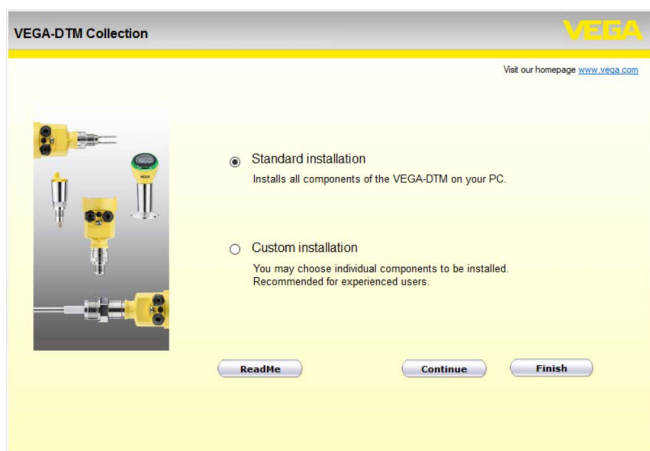 VEGA-DTM Collection
VEGA
Visit our homepage www.vega.com
Standard installation
Installs all components of the VEGA-DTM on your PC.
Custom installation
You may choose individual components to be installed.
Recommended for experienced users.
ReadMe
Continue
Finish